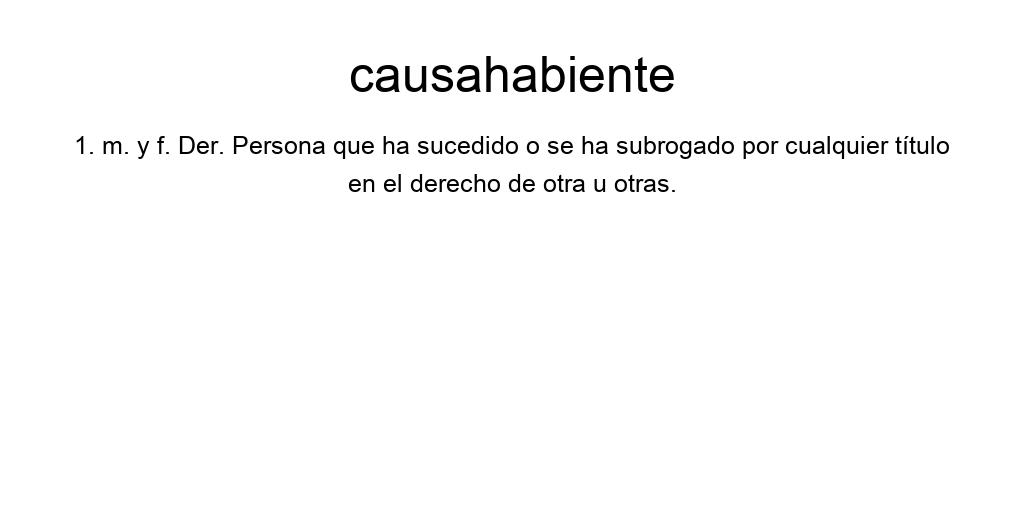 causahabiente
1. m. y f. Der. Persona que ha sucedido o se ha subrogado por cualquier título
en el derecho de otra u otras.